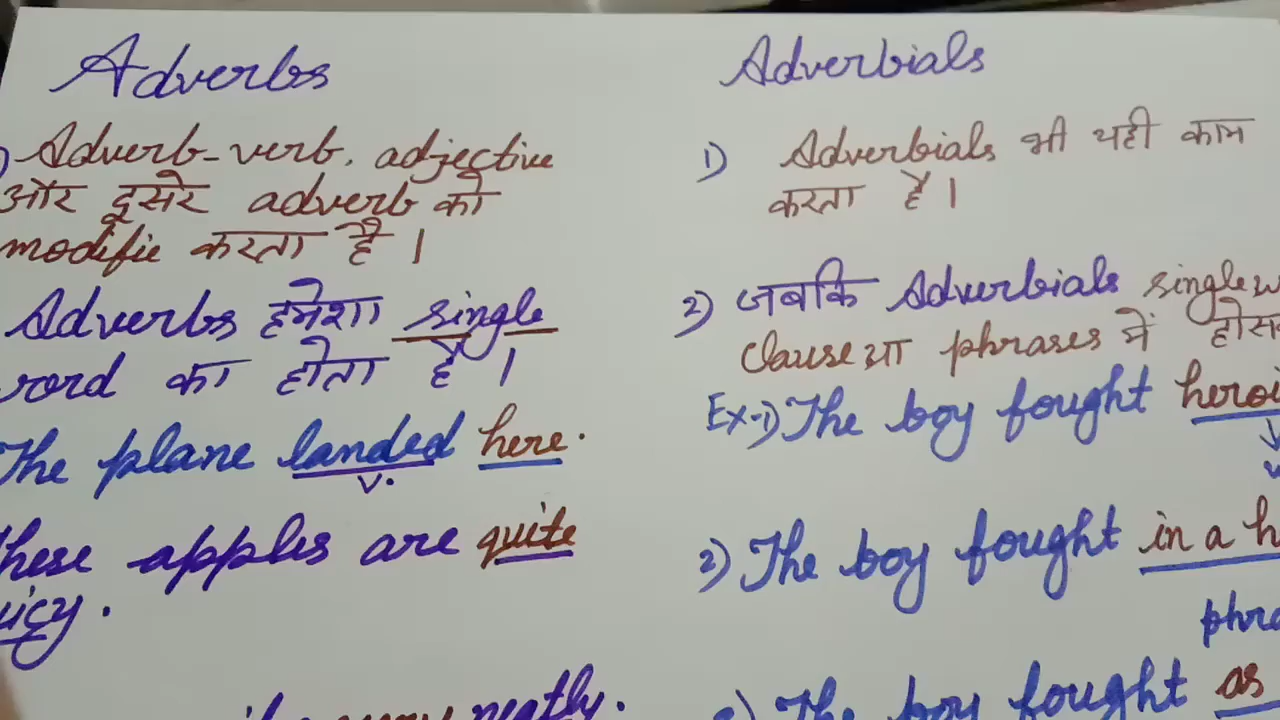 Adverbs
Adverb-verb, adjective
और दूसरे adverb को
modifie करता है।
Adverbs हमेशा single
word का होता है।
The plane landed here.
v.
These apples are quite
juicy.
very neatly.
Adverbials
1) Adverbials भी यही काम
करता है।
2) जबकि Adverbials single
clause या phrases में
Ex-1) The boy fought
2) The boy fought in a
The boy fought as